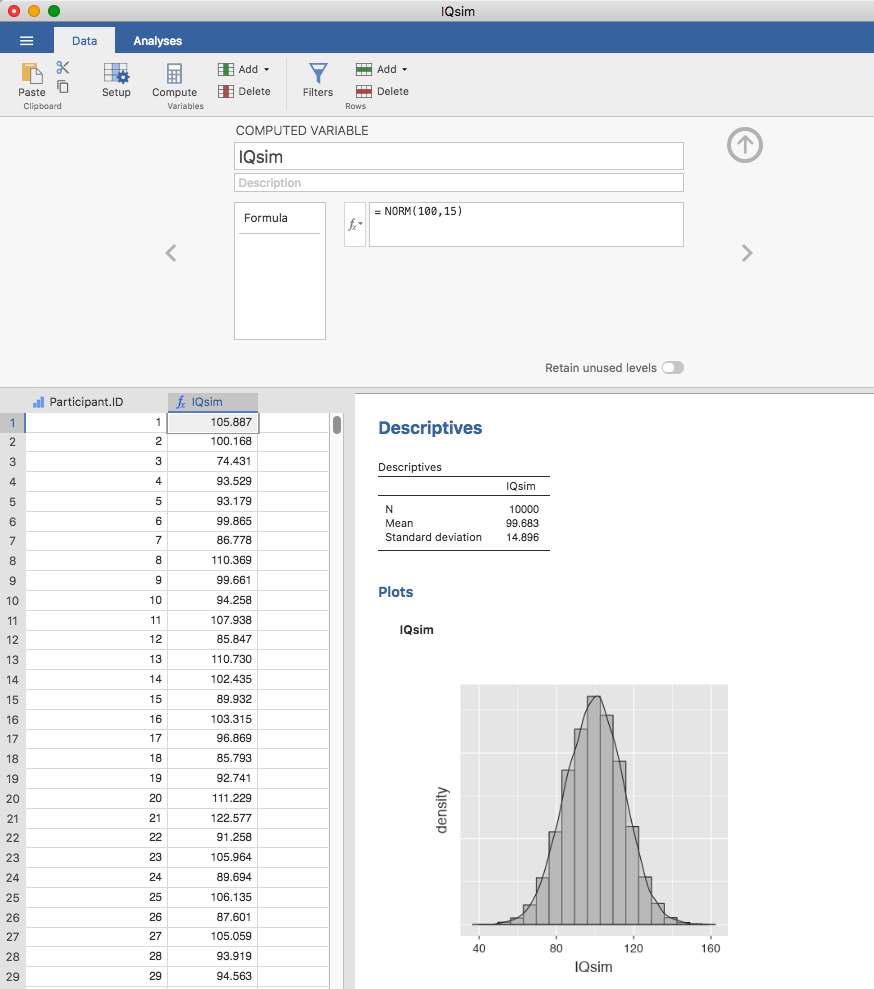 IQsim
Data Analyses
Paste Setup Compute Add Delete Filters Add Delete
Clipboard Variables Rows
COMPUTED VARIABLE
IQsim
Description
Formula
fx
= NORM(100,15)
Retain unused levels
Participant.ID fx IQsim
1 1 105.887
2 2 100.168
3 3 74.431
4 4 93.529
5 5 93.179
6 6 99.865
7 7 86.778
8 8 110.369
9 9 99.661
10 10 94.258
11 11 107.938
12 12 85.847
13 13 110.730
14 14 102.435
15 15 89.932
16 16 103.315
17 17 96.869
18 18 85.793
19 19 92.741
20 20 111.229
21 21 122.577
22 22 91.258
23 23 105.964
24 24 89.694
25 25 106.135
26 26 87.601
27 27 105.059
28 28 93.919
29 29 94.563
Descriptives
Descriptives
IQsim
N 10000
Mean 99.683
Standard deviation 14.896
Plots
IQsim
density
40 80 120 160
IQsim